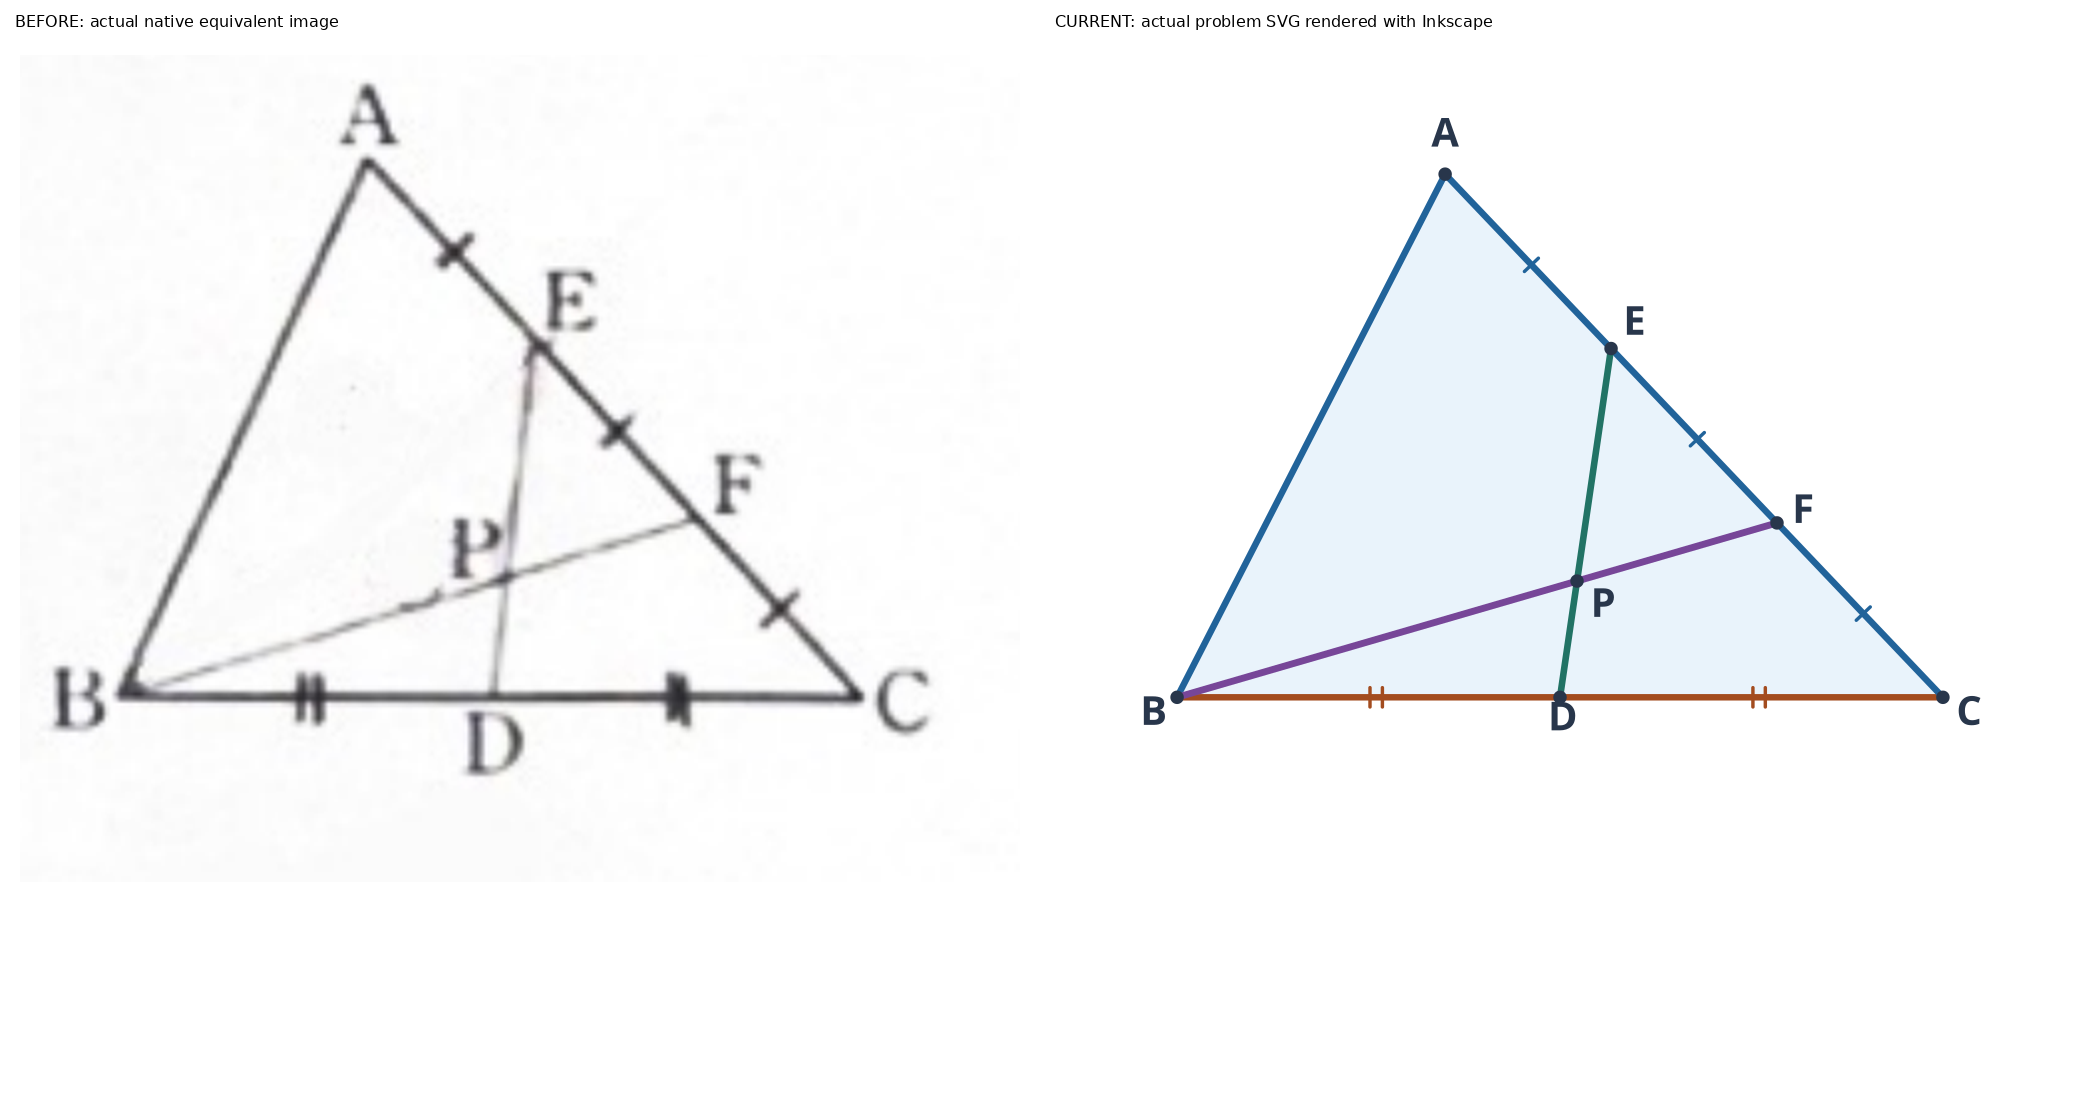 BEFORE: actual native equivalent image
A
E
F
P
B
C
D
CURRENT: actual problem SVG rendered with Inkscape
A
E
F
P
B
D
C